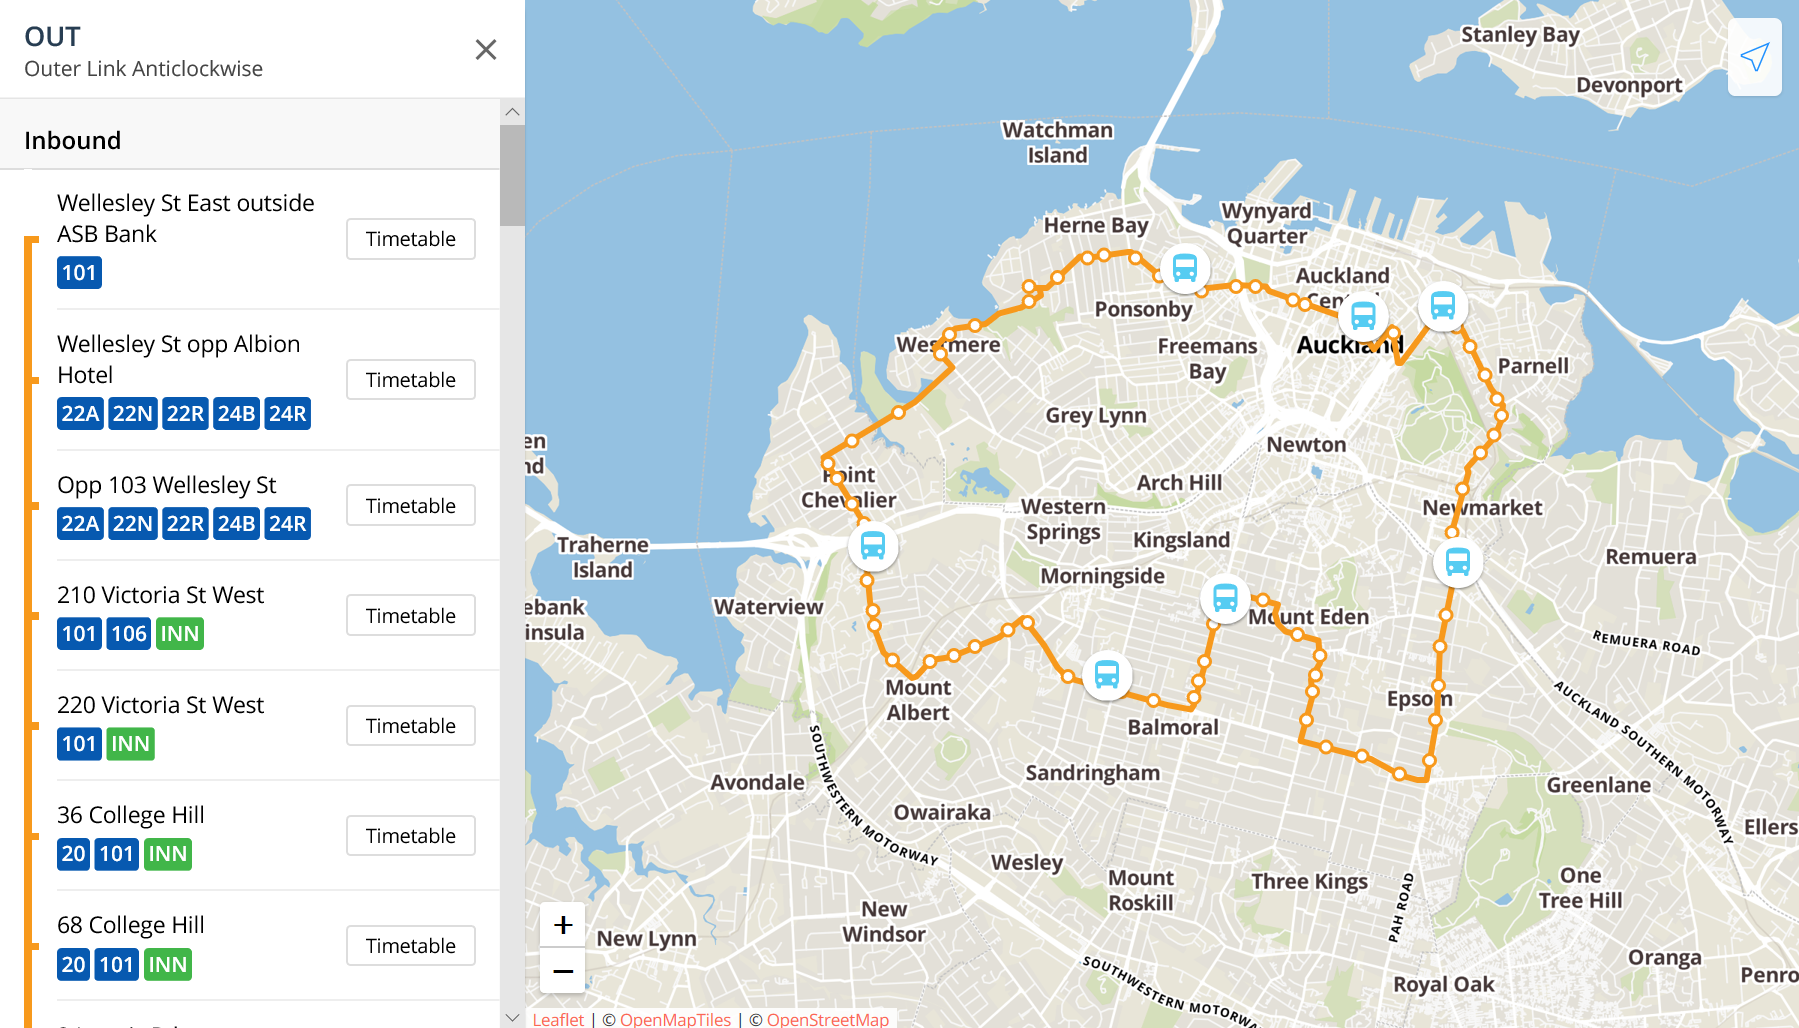 OUT
Outer Link Anticlockwise
Inbound
Wellesley St East outside
ASB Bank
Timetable
101
Wellesley St opp Albion
Hotel
Timetable
22A 22N 22R 24B 24R
Opp 103 Wellesley St
Timetable
22A 22N 22R 24B 24R
210 Victoria St West
Timetable
101 106 INN
220 Victoria St West
Timetable
101 INN
36 College Hill
Timetable
20 101 INN
68 College Hill
Timetable
20 101 INN
Stanley Bay
Devonport
Watchman
Island
Herne Bay
Wynyard
Quarter
Auckland
Ponsonby
Westmere
Freemans
Bay
Auckland
Parnell
Grey Lynn
Newton
Point
Chevalier
Arch Hill
Western
Springs
Newmarket
Kingsland
Remuera
Traherne
Island
Morningside
Waterview
Mount Eden
REMUERA ROAD
Mount
Albert
Balmoral
Epsom
AUCKLAND SOUTHERN MOTORWAY
SOUTHWESTERN MOTORWAY
Avondale
Sandringham
Greenlane
Owairaka
Wesley
Mount
Roskill
Three Kings
One
Tree Hill
PAH ROAD
New
Windsor
New Lynn
SOUTHWESTERN MOTORWA
Royal Oak
Oranga
Penro
Ellers
en
nd
ebank
insula
+
−
Leaflet | © OpenMapTiles | © OpenStreetMap